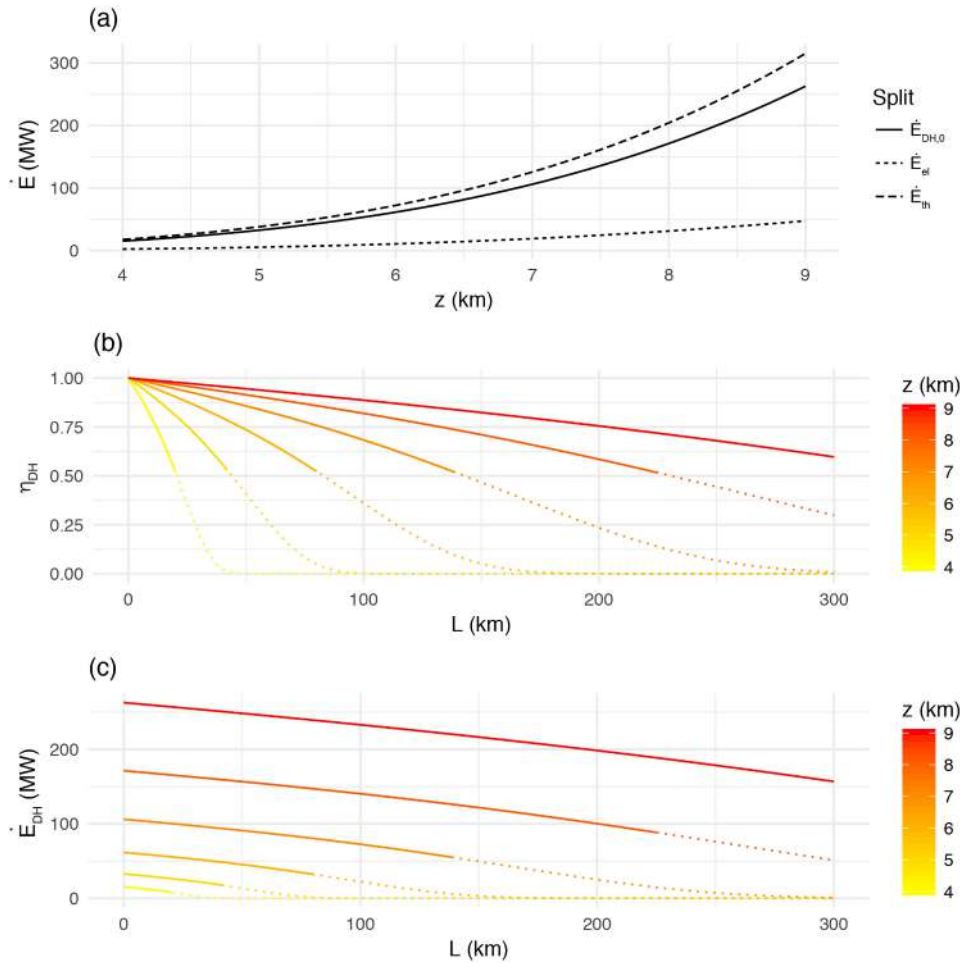 (a)
300
200
100
0
Ė (MW)
4 5 6 7 8 9
z (km)
Split
Ė_DH,0
Ė_el
Ė_th
(b)
1.00
0.75
0.50
0.25
0.00
η_DH
0 100 200 300
L (km)
z (km)
9
8
7
6
5
4
(c)
200
100
0
Ė_DH (MW)
0 100 200 300
L (km)
z (km)
9
8
7
6
5
4